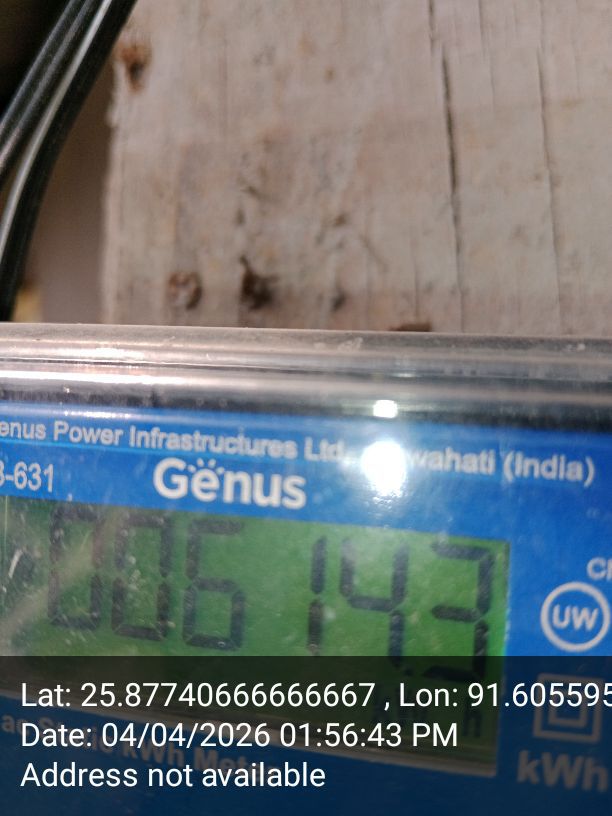 enus Power Infrastructures Ltd., Guwahati (India)
3-631
Genus
006143
UW
Lat: 25.87740666666667 , Lon: 91.605595
Date: 04/04/2026 01:56:43 PM
Address not available
kWh